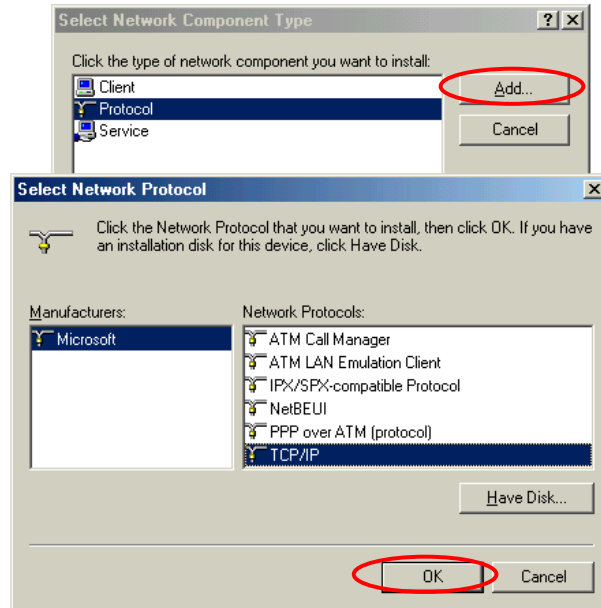 Select Network Component Type
Click the type of network component you want to install:
Client
Add...
Protocol
Service
Cancel
Select Network Protocol
Click the Network Protocol that you want to install, then click OK. If you have
an installation disk for this device, click Have Disk.
Manufacturers:
Network Protocols:
Microsoft
ATM Call Manager
ATM LAN Emulation Client
IPX/SPX-compatible Protocol
NetBEUI
PPP over ATM (protocol)
TCP/IP
Have Disk...
OK
Cancel